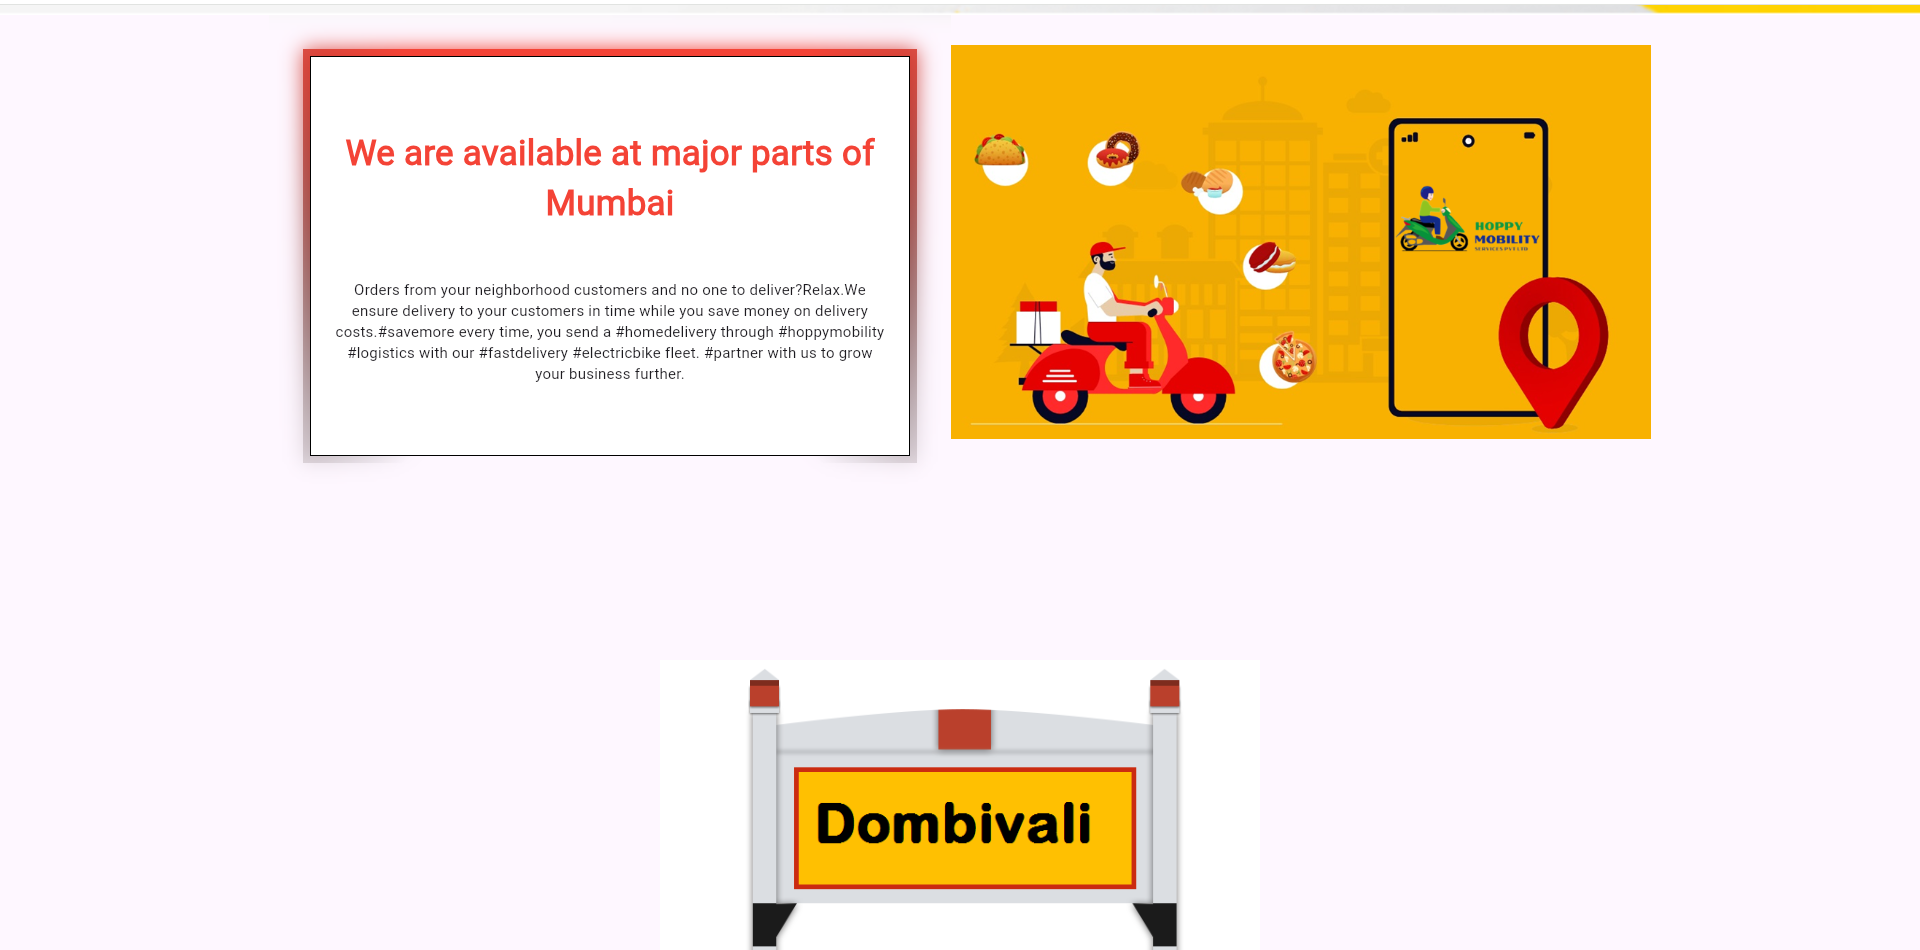 We are available at major parts of
Mumbai
Orders from your neighborhood customers and no one to deliver?Relax.We
ensure delivery to your customers in time while you save money on delivery
costs.#savemore every time, you send a #homedelivery through #hoppymobility
#logistics with our #fastdelivery #electricbike fleet. #partner with us to grow
your business further.
HOPPY
MOBILITY
SERVICES PVT LTD
Dombivali